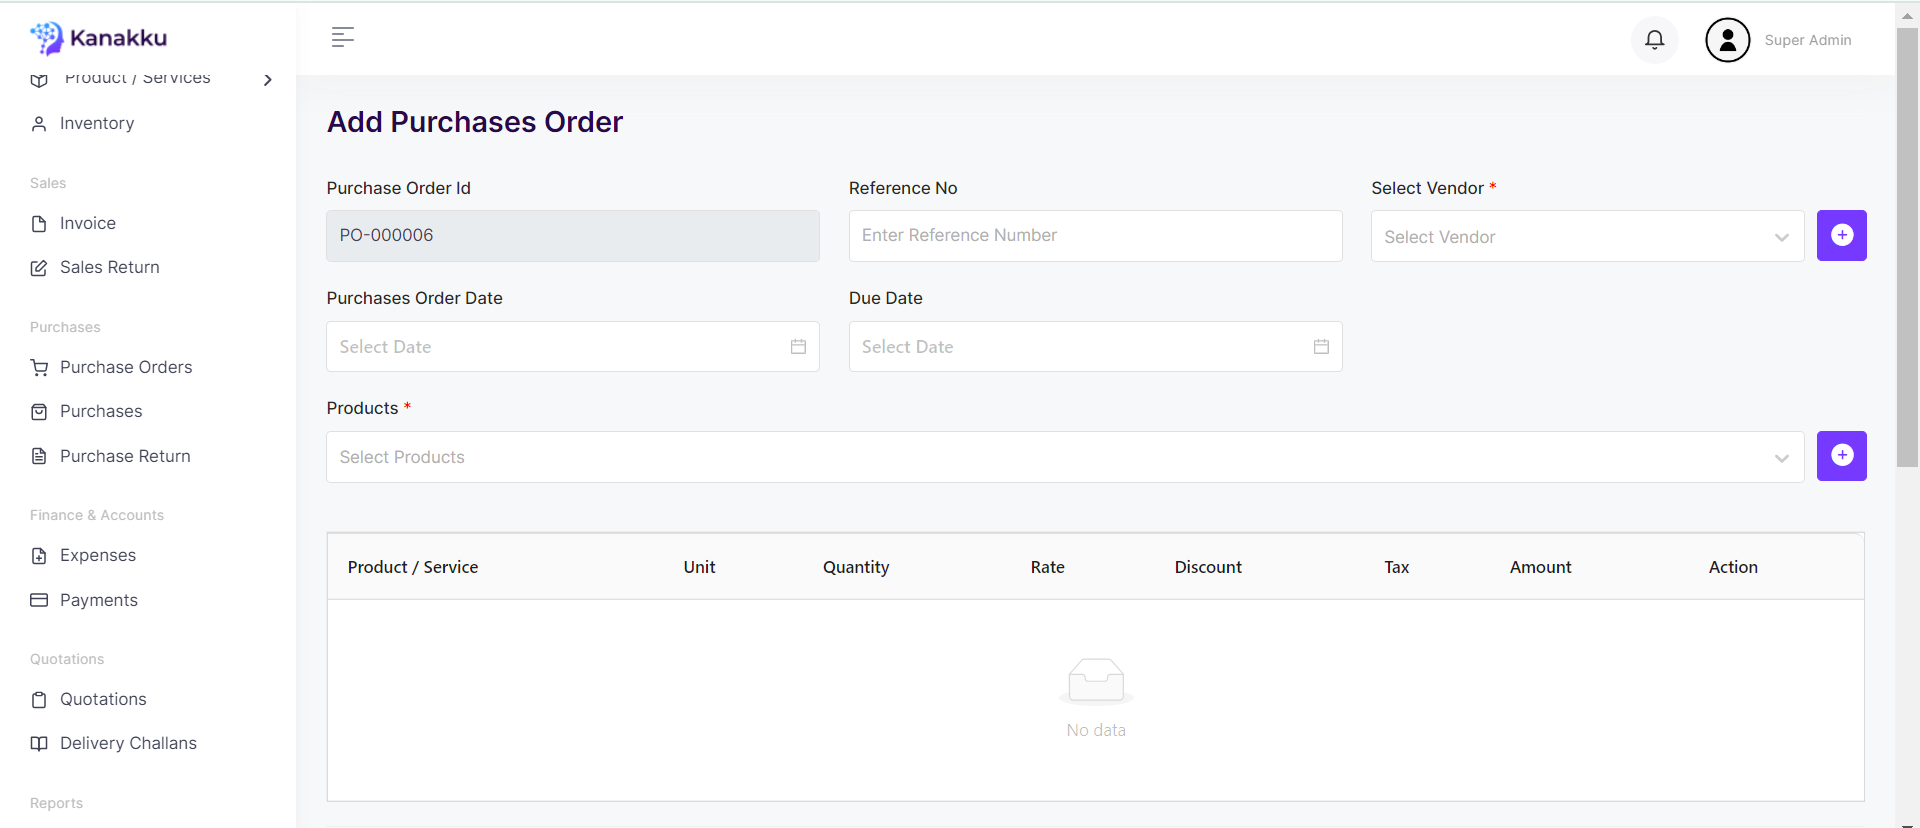 Kanakku
Super Admin
Product / Services
Inventory
Sales
Invoice
Sales Return
Purchases
Purchase Orders
Purchases
Purchase Return
Finance & Accounts
Expenses
Payments
Quotations
Quotations
Delivery Challans
Reports
Add Purchases Order
Purchase Order Id
Reference No
Select Vendor *
PO-000006
Enter Reference Number
Select Vendor
Purchases Order Date
Due Date
Select Date
Select Date
Products *
Select Products
Product / Service Unit Quantity Rate Discount Tax Amount Action
No data